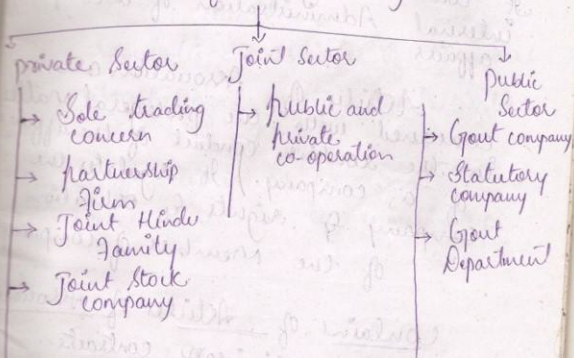 private Sector
Sole trading
concern
partnership
Firm
Joint Hindu
Family
Joint Stock
company
Joint Sector
public and
private
co-operation
Public
Sector
Govt company
Statutory
company
Govt
Department